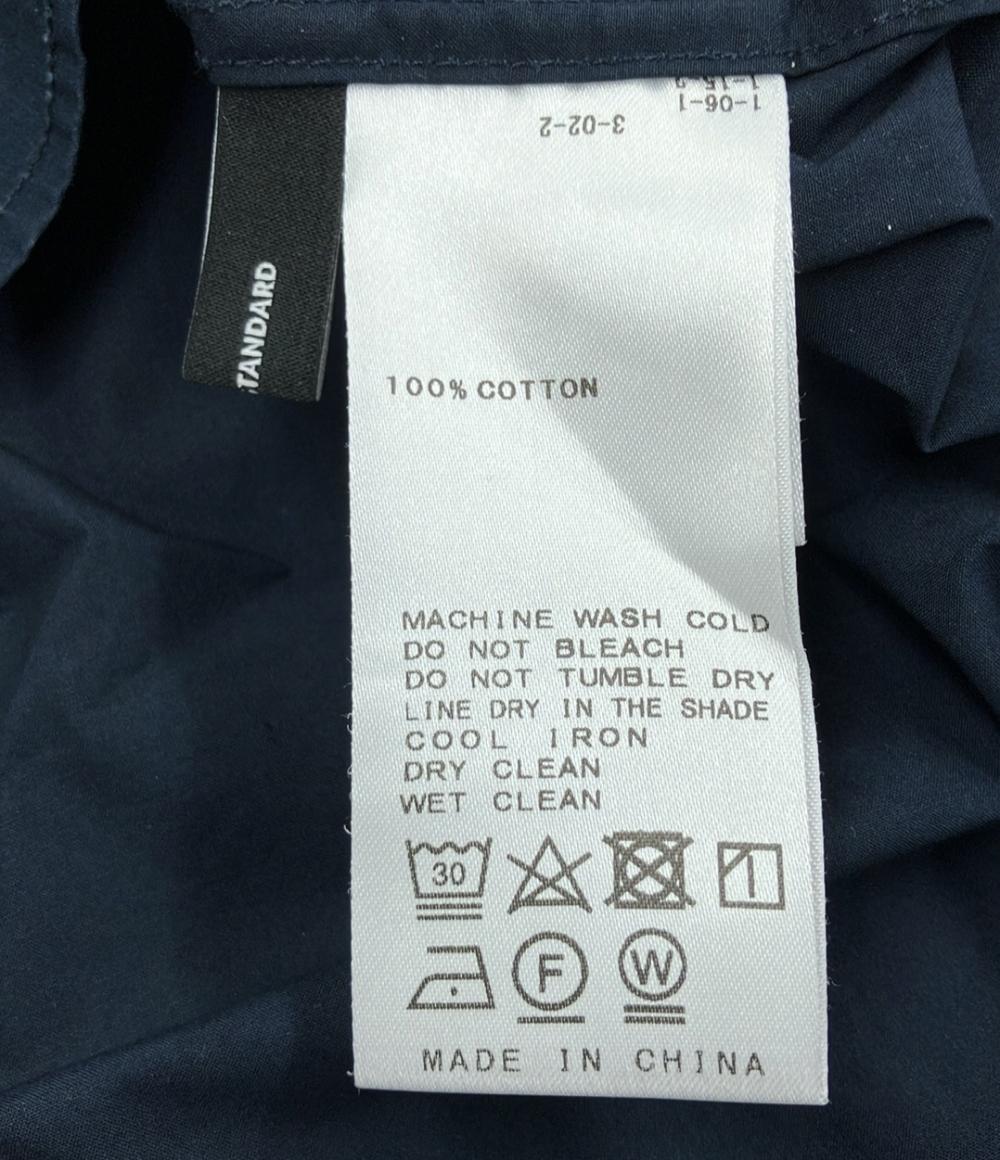 1-06-1
3-02-2
TANDARD
100% COTTON
MACHINE WASH COLD
DO NOT BLEACH
DO NOT TUMBLE DRY
LINE DRY IN THE SHADE
COOL IRON
DRY CLEAN
WET CLEAN
30
F
W
MADE IN CHINA